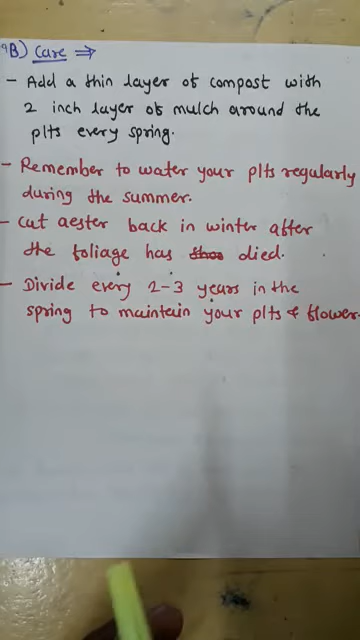 B) Care ⇒
- Add a thin layer of compost with
2 inch layer of mulch around the
plts every spring.
- Remember to water your plts regularly
during the summer.
- cut aester back in winter after
the foliage has died.
- Divide every 2-3 years in the
spring to maintain your plts & flower.